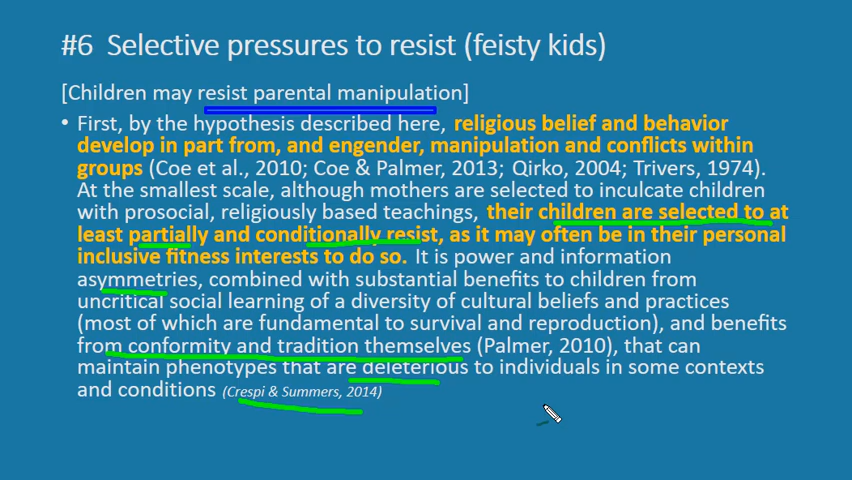 #6 Selective pressures to resist (feisty kids)
[Children may resist parental manipulation]
• First, by the hypothesis described here, religious belief and behavior
develop in part from, and engender, manipulation and conflicts within
groups (Coe et al., 2010; Coe & Palmer, 2013; Qirko, 2004; Trivers, 1974).
At the smallest scale, although mothers are selected to inculcate children
with prosocial, religiously based teachings, their children are selected to at
least partially and conditionally resist, as it may often be in their personal
inclusive fitness interests to do so. It is power and information
asymmetries, combined with substantial benefits to children from
uncritical social learning of a diversity of cultural beliefs and practices
(most of which are fundamental to survival and reproduction), and benefits
from conformity and tradition themselves (Palmer, 2010), that can
maintain phenotypes that are deleterious to individuals in some contexts
and conditions (Crespi & Summers, 2014)